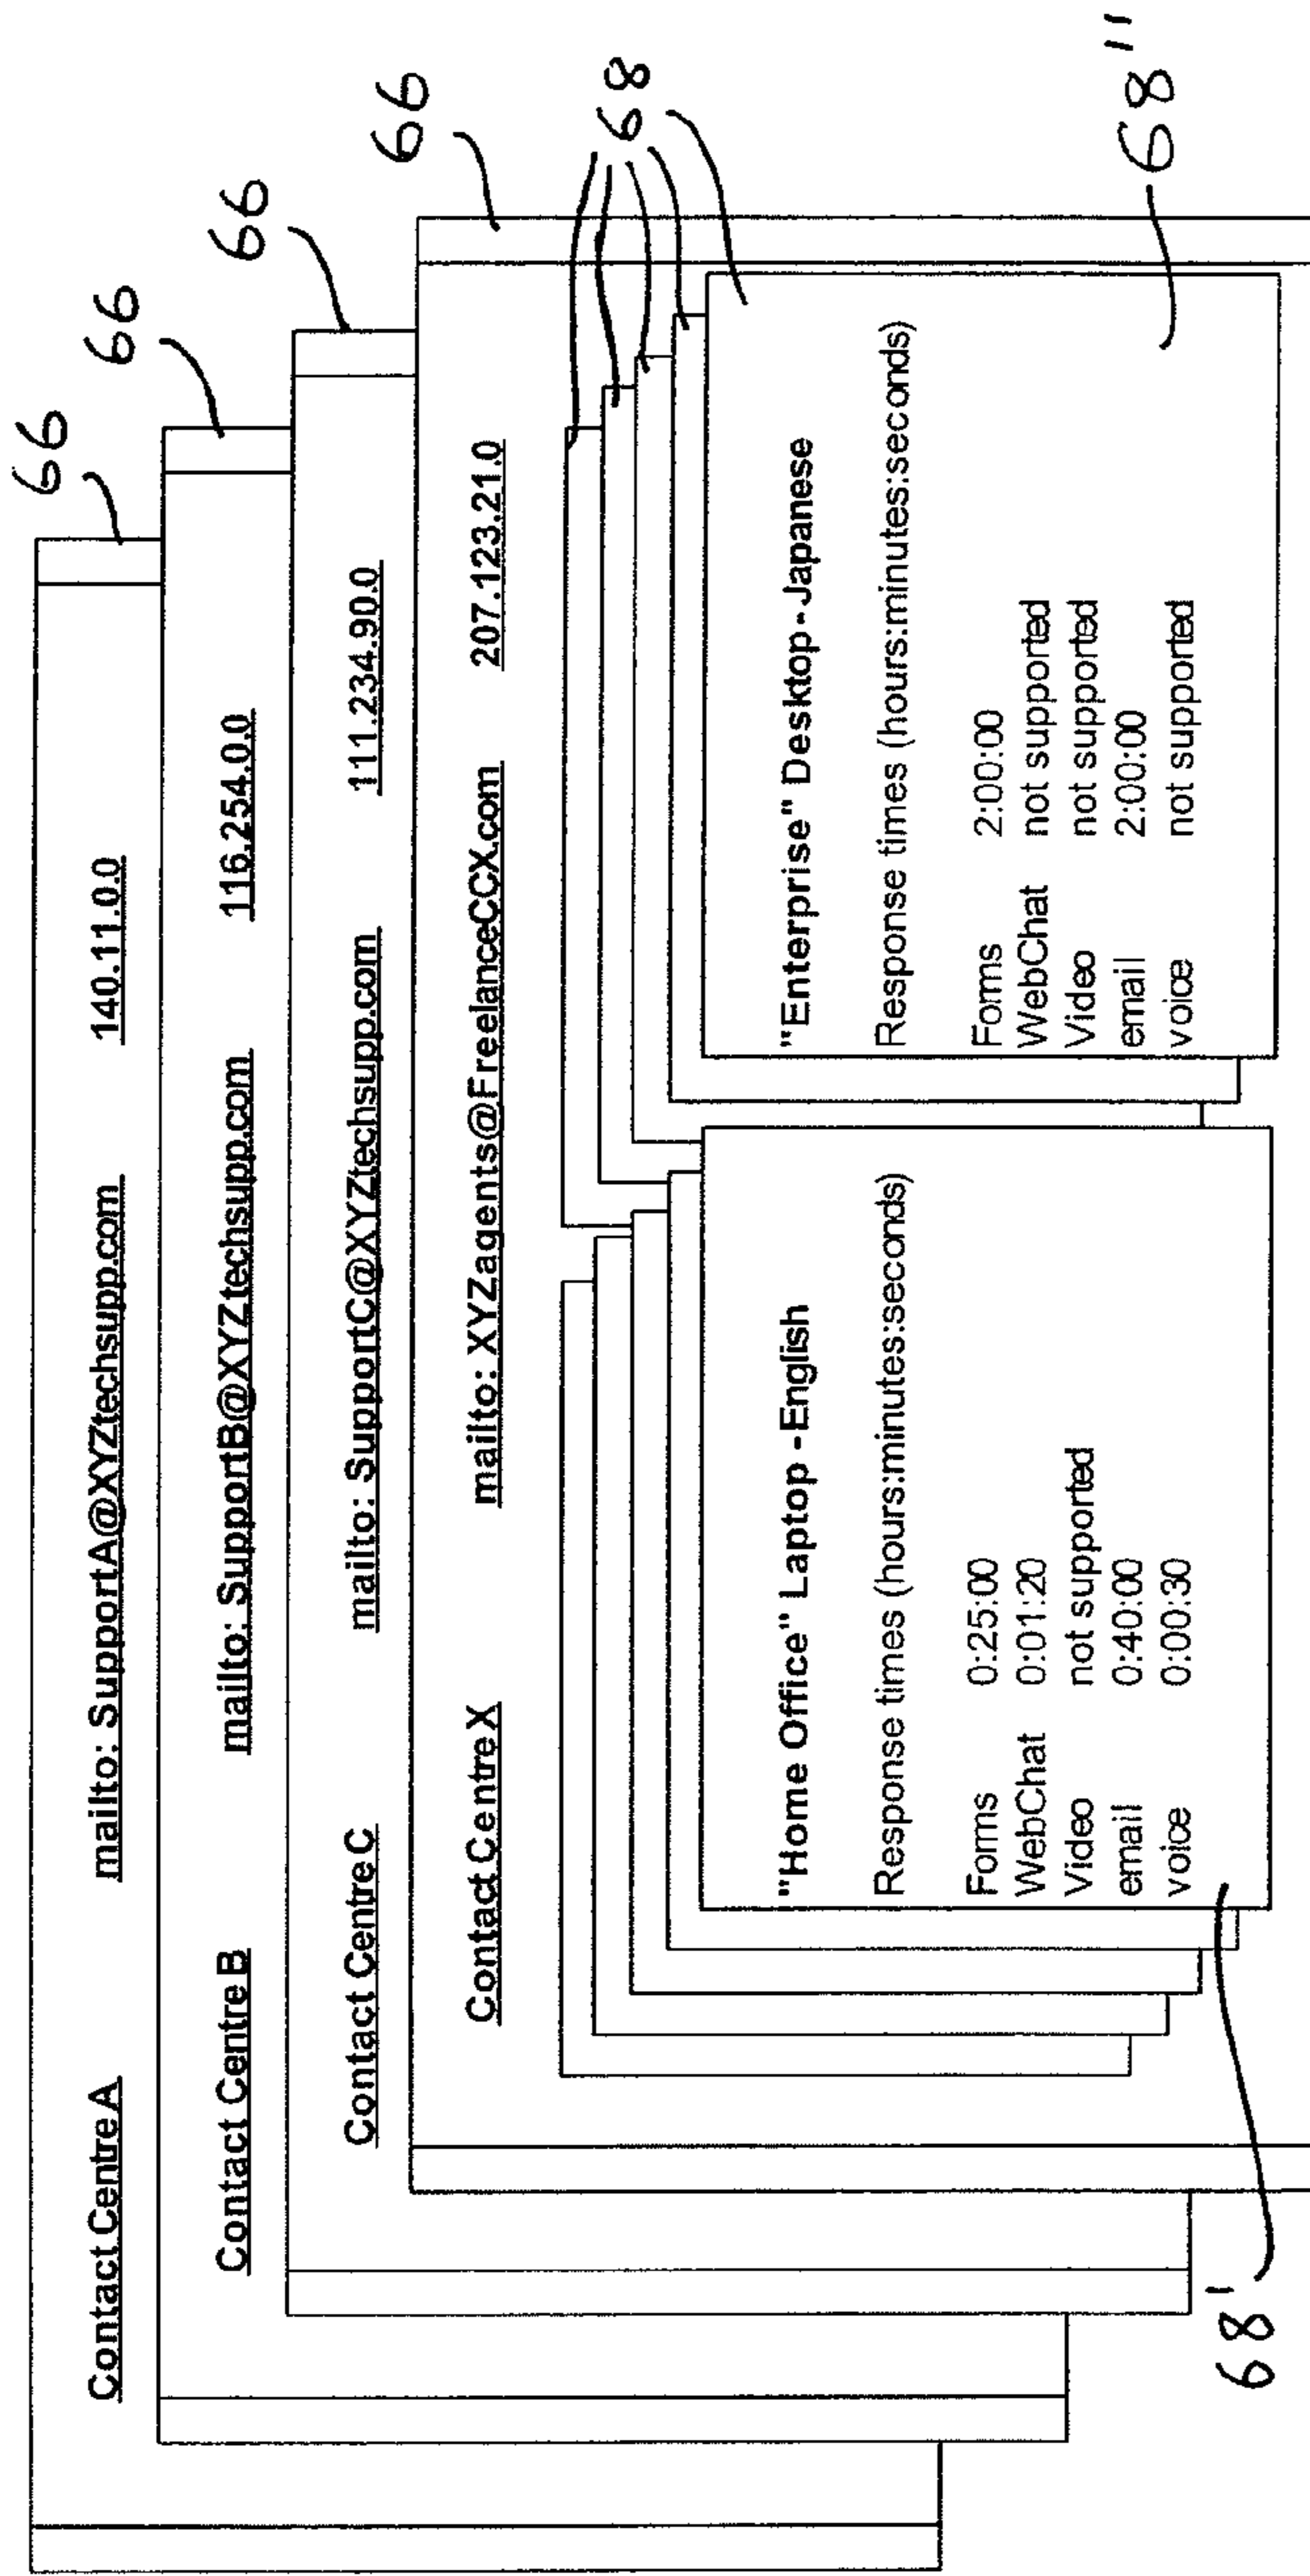 Contact Centre A mailto: SupportA@XYZtechsupp.com 140.11.0.0 66
Contact Centre B mailto: SupportB@XYZtechsupp.com 116.254.0.0 66
Contact Centre C mailto: SupportC@XYZtechsupp.com 111.234.90.0 66
Contact Centre X mailto: XYZagents@FreelanceCCX.com 207.123.21.0 66
68
"Home Office" Laptop -English
Response times (hours:minutes:seconds)
Forms 0:25:00
WebChat 0:01:20
Video not supported
email 0:40:00
voice 0:00:30
68'
"Enterprise" Desktop-Japanese
Response times (hours:minutes:seconds)
Forms 2:00:00
WebChat not supported
Video not supported
email 2:00:00
voice not supported
68"